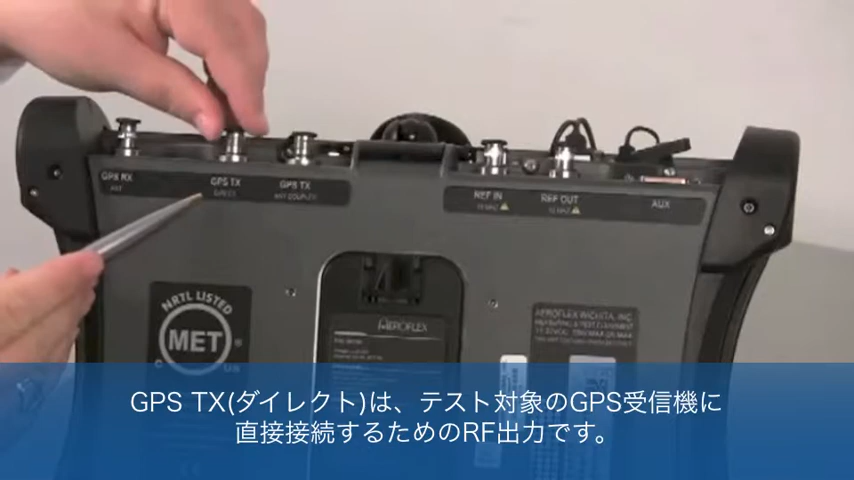 GPS RX
ANT
GPS TX
DIRECT
GPS TX
ANT COUPLER
REF IN
10 MHZ
REF OUT
10 MHZ
AUX
NRTL LISTED
MET
C US
AEROFLEX
AEROFLEX WICHITA, INC.
GPS TX(ダイレクト)は、テスト対象のGPS受信機に
直接接続するためのRF出力です。